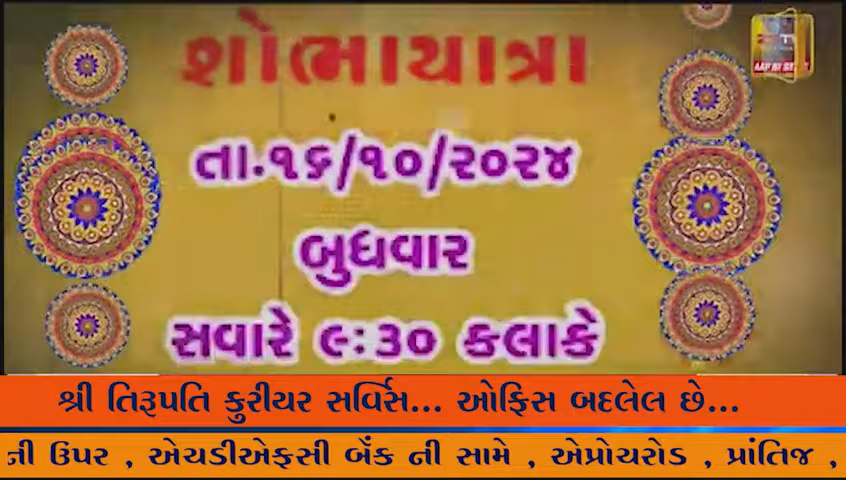 શોભાયાત્રા
તા.૧૬/૧૦/૨૦૨૪
બુધવાર
સવારે ૯:૩૦ કલાકે
શ્રી તિરૂપતિ કુરીયર સર્વિસ... ઓફિસ બદલેલ છે...
ની ઉપર , એચડીએફસી બેંક ની સામે , એપ્રોચરોડ , પ્રાંતિજ ,